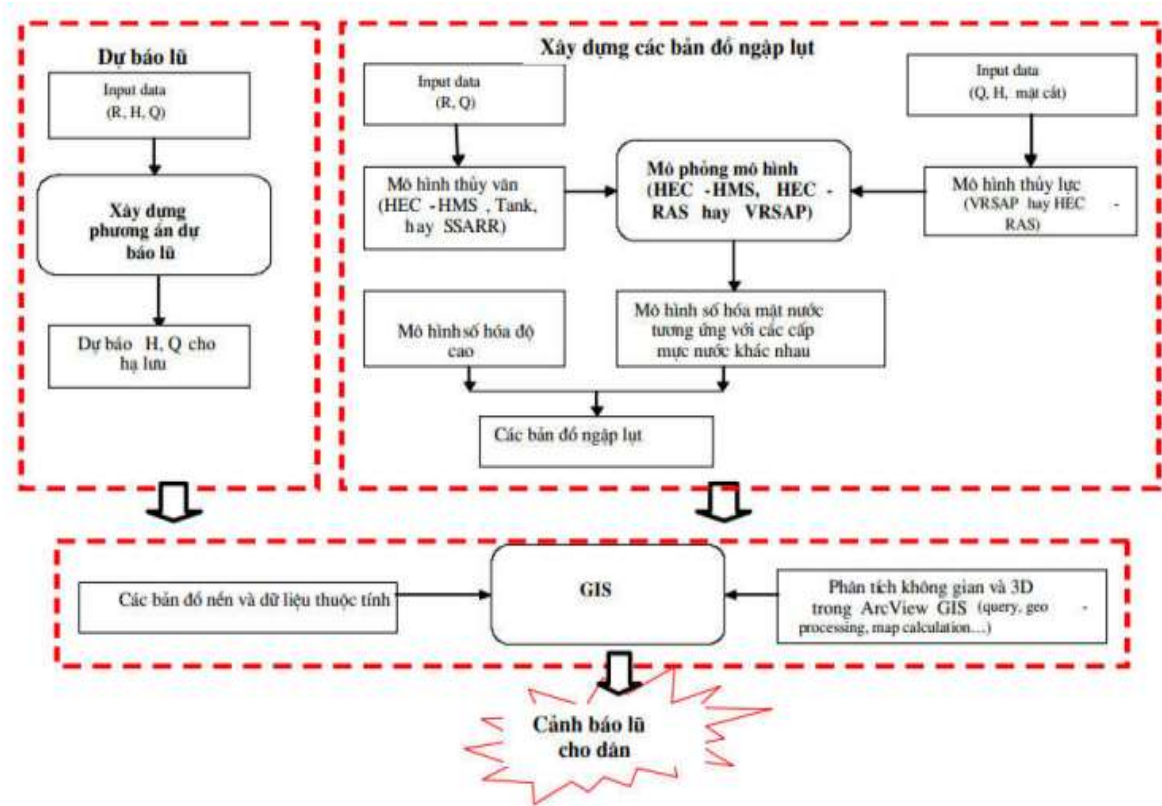 Dự báo lũ
Input data
(R, H, Q)
Xây dựng
phương án dự
báo lũ
Dự báo H, Q cho
hạ lưu
Xây dựng các bản đồ ngập lụt
Input data
(R, Q)
Input data
(Q, H, mặt cắt)
Mô hình thủy văn
(HEC - HMS , Tank,
hay SSARR)
Mô phỏng mô hình
(HEC - HMS, HEC -
RAS hay VRSAP)
Mô hình thủy lực
(VRSAP hay HEC -
RAS)
Mô hình số hóa độ
cao
Mô hình số hóa mặt nước
tương ứng với các cấp
mực nước khác nhau
Các bản đồ ngập lụt
Các bản đồ nền và dữ liệu thuộc tính
GIS
Phân tích không gian và 3D
trong ArcView GIS (query, geo -
processing, map calculation...)
Cảnh báo lũ
cho dân